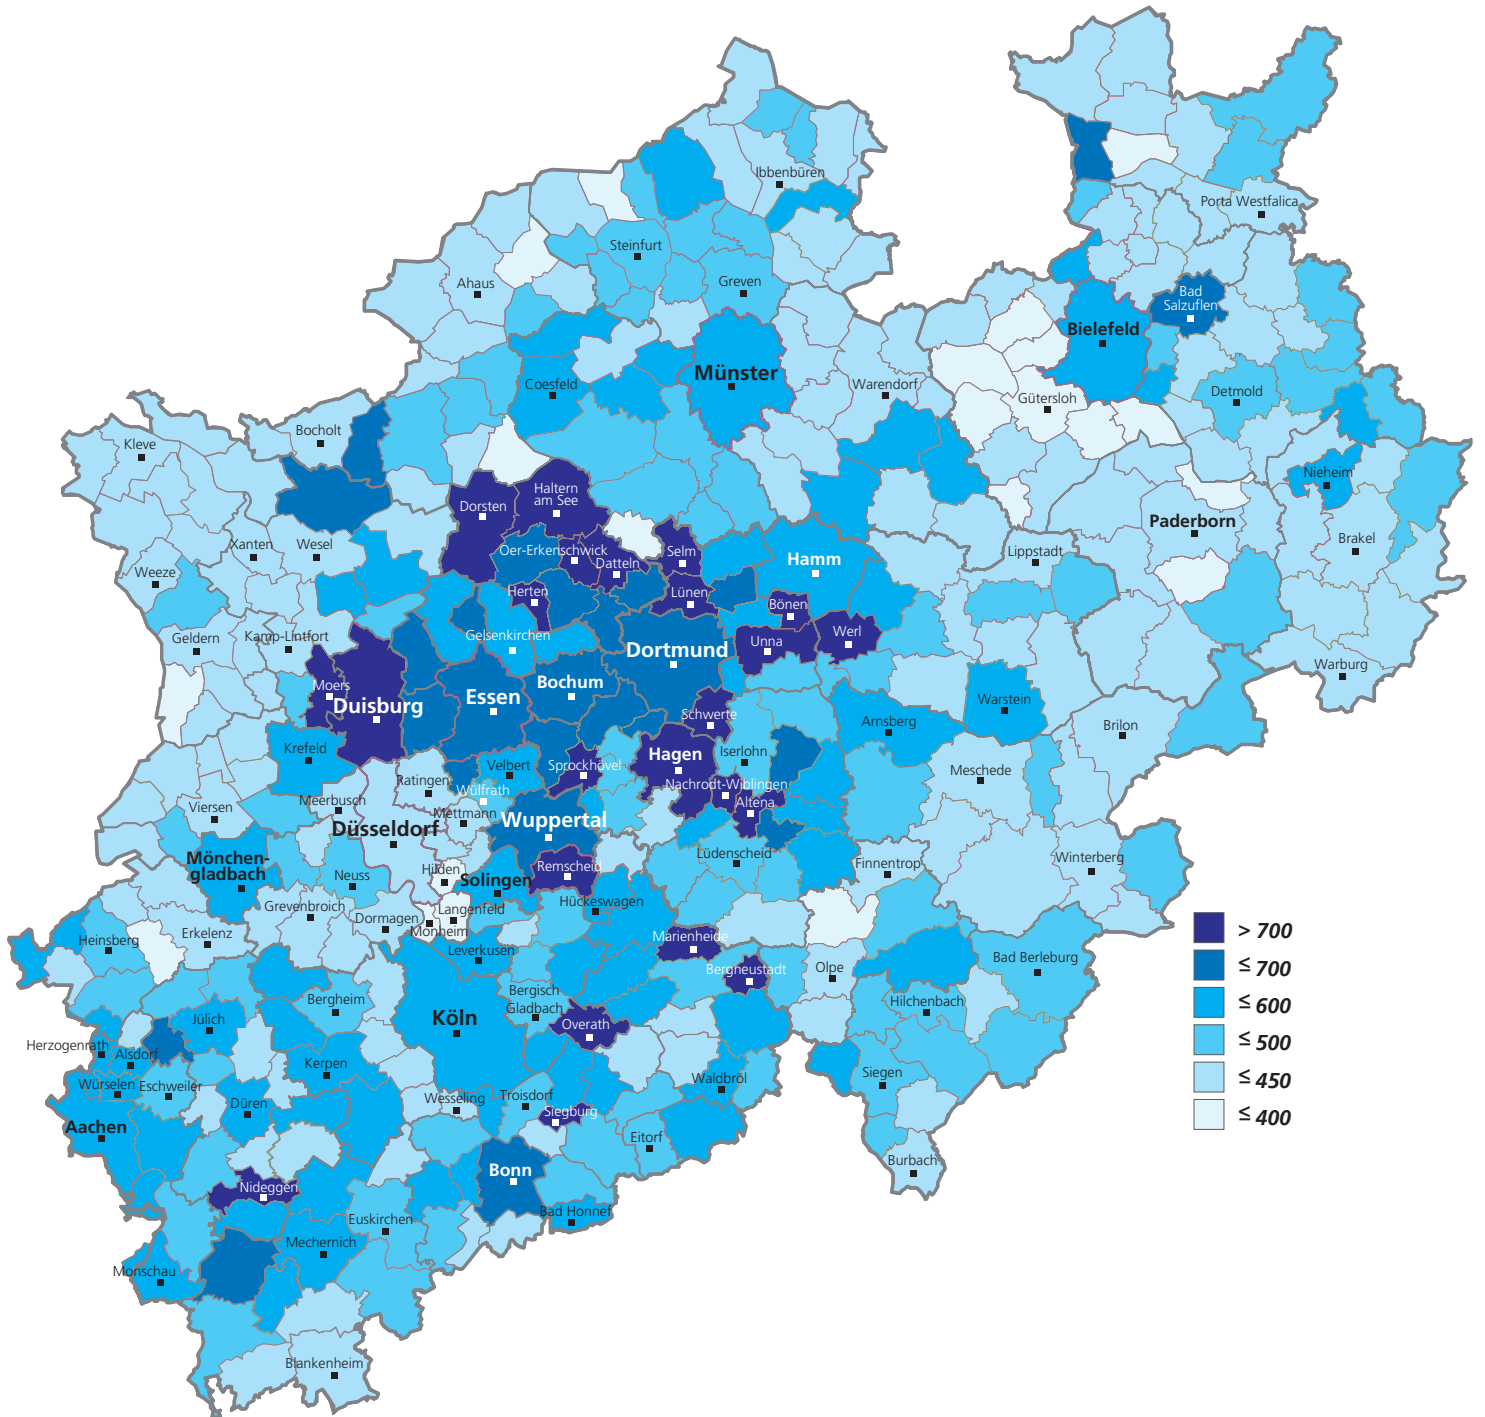 Ibbenbüren
Porta Westfalica
Steinfurt
Ahaus
Greven
Bad
Salzuflen
Bielefeld
Münster
Coesfeld
Warendorf
Gütersloh
Detmold
Bocholt
Kleve
Nieheim
Dorsten
Haltern
am See
Paderborn
Xanten
Wesel
Oer-Erkenschwick
Datteln
Selm
Hamm
Lippstadt
Brakel
Weeze
Herten
Lünen
Bönen
Geldern
Kamp-Lintfort
Gelsenkirchen
Dortmund
Unna
Werl
Warburg
Moers
Duisburg
Essen
Bochum
Schwerte
Arnsberg
Warstein
Brilon
Krefeld
Velbert
Sprockhövel
Hagen
Iserlohn
Meschede
Ratingen
Wülfrath
Nachrodt-Wiblingen
Altena
Viersen
Meerbusch
Mettmann
Düsseldorf
Wuppertal
Mönchen-
gladbach
Neuss
Hilden
Solingen
Remscheid
Lüdenscheid
Finnentrop
Winterberg
Grevenbroich
Dormagen
Langenfeld
Monheim
Hückeswagen
Heinsberg
Erkelenz
Leverkusen
Marienheide
Bergneustadt
Olpe
Bad Berleburg
> 700
≤ 700
≤ 600
≤ 500
≤ 450
≤ 400
Bergheim
Bergisch
Gladbach
Hilchenbach
Jülich
Köln
Overath
Herzogenrath
Alsdorf
Kerpen
Siegen
Würselen
Eschweiler
Düren
Wesseling
Troisdorf
Waldbröl
Siegburg
Aachen
Eitorf
Burbach
Bonn
Nideggen
Bad Honnef
Euskirchen
Mechernich
Monschau
Blankenheim